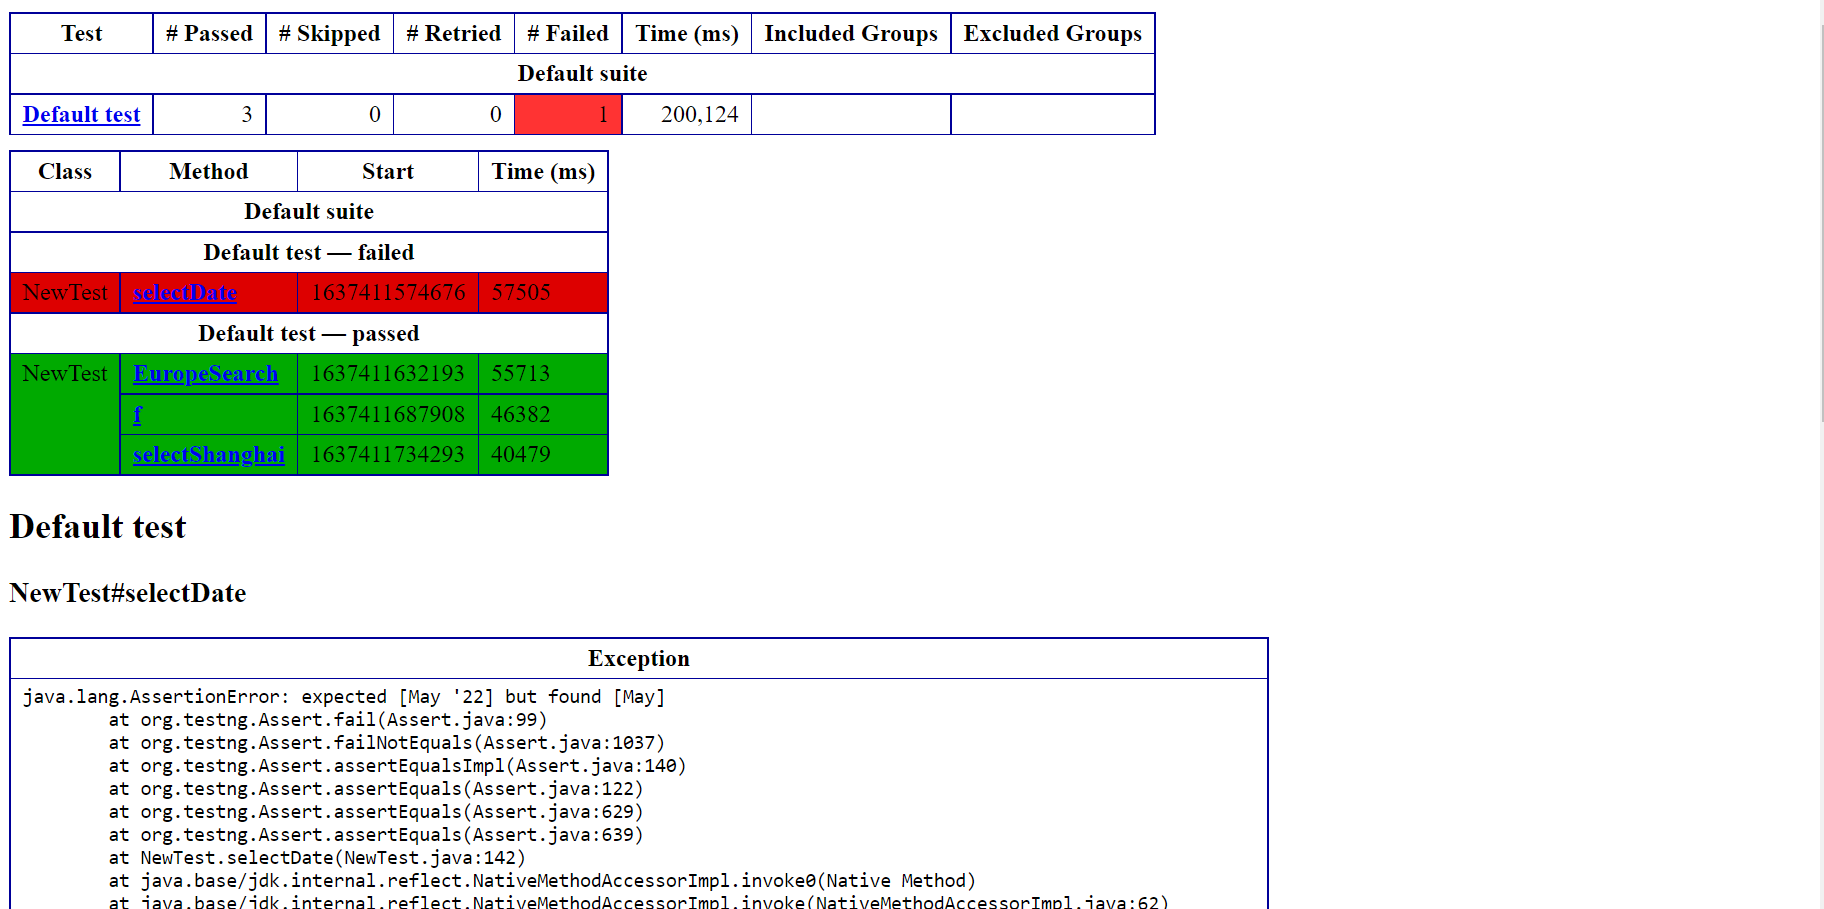 Test # Passed # Skipped # Retried # Failed Time (ms) Included Groups Excluded Groups
Default suite
Default test 3 0 0 1 200,124
Class Method Start Time (ms)
Default suite
Default test — failed
NewTest selectDate 1637411574676 57505
Default test — passed
NewTest EuropeSearch 1637411632193 55713
f 1637411687908 46382
selectShanghai 1637411734293 40479
Default test
NewTest#selectDate
Exception
java.lang.AssertionError: expected [May '22] but found [May]
at org.testng.Assert.fail(Assert.java:99)
at org.testng.Assert.failNotEquals(Assert.java:1037)
at org.testng.Assert.assertEqualsImpl(Assert.java:140)
at org.testng.Assert.assertEquals(Assert.java:122)
at org.testng.Assert.assertEquals(Assert.java:629)
at org.testng.Assert.assertEquals(Assert.java:639)
at NewTest.selectDate(NewTest.java:142)
at java.base/jdk.internal.reflect.NativeMethodAccessorImpl.invoke0(Native Method)
at java.base/jdk.internal.reflect.NativeMethodAccessorImpl.invoke(NativeMethodAccessorImpl.java:62)